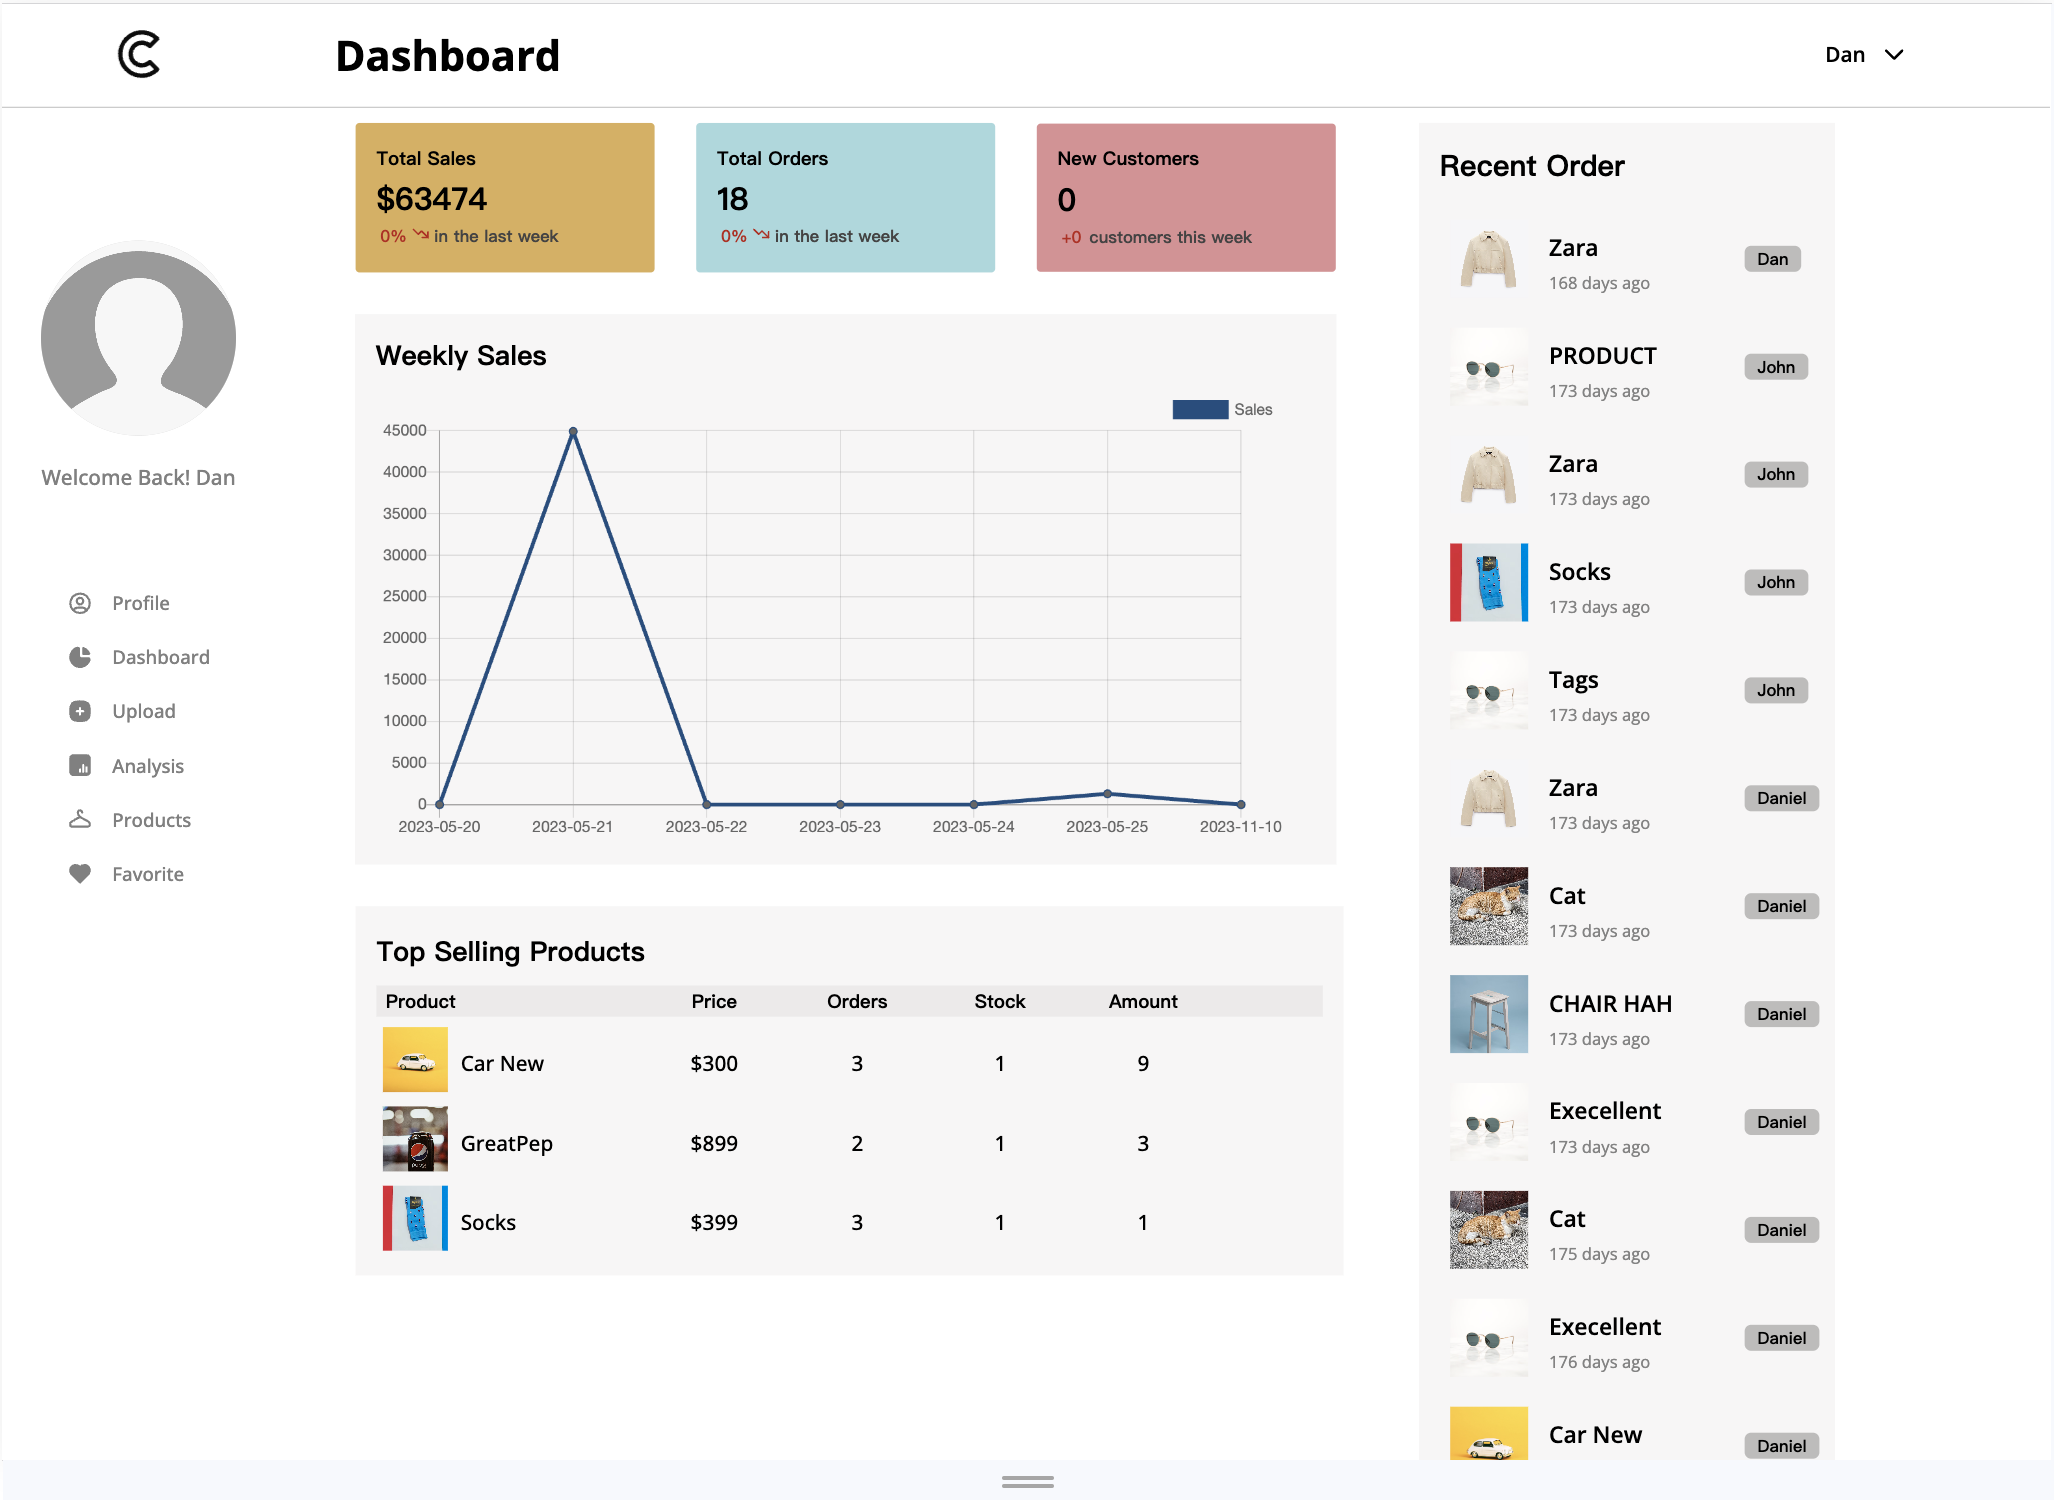 Dashboard
Dan
Welcome Back! Dan
Profile
Dashboard
Upload
Analysis
Products
Favorite
Total Sales
$63474
0% in the last week
Total Orders
18
0% in the last week
New Customers
0
+0 customers this week
Weekly Sales
Sales
45000
40000
35000
30000
25000
20000
15000
10000
5000
0
2023-05-20 2023-05-21 2023-05-22 2023-05-23 2023-05-24 2023-05-25 2023-11-10
Top Selling Products
Product Price Orders Stock Amount
Car New $300 3 1 9
GreatPep $899 2 1 3
Socks $399 3 1 1
Recent Order
Zara
Dan
168 days ago
PRODUCT
John
173 days ago
Zara
John
173 days ago
Socks
John
173 days ago
Tags
John
173 days ago
Zara
Daniel
173 days ago
Cat
Daniel
173 days ago
CHAIR HAH
Daniel
173 days ago
Execellent
Daniel
173 days ago
Cat
Daniel
175 days ago
Execellent
Daniel
176 days ago
Car New
Daniel